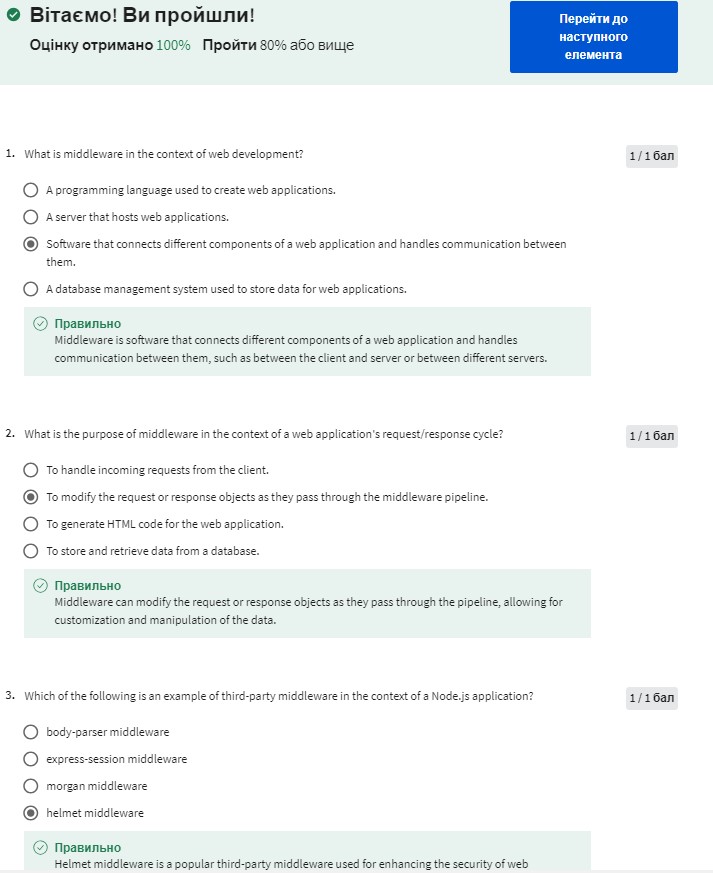 Вітаємо! Ви пройшли!
Оцінку отримано 100% Пройти 80% або вище
Перейти до
наступного
елемента
1. What is middleware in the context of web development?
1 / 1 бал
A programming language used to create web applications.
A server that hosts web applications.
Software that connects different components of a web application and handles communication between
them.
A database management system used to store data for web applications.
Правильно
Middleware is software that connects different components of a web application and handles
communication between them, such as between the client and server or between different servers.
2. What is the purpose of middleware in the context of a web application's request/response cycle?
1 / 1 бал
To handle incoming requests from the client.
To modify the request or response objects as they pass through the middleware pipeline.
To generate HTML code for the web application.
To store and retrieve data from a database.
Правильно
Middleware can modify the request or response objects as they pass through the pipeline, allowing for
customization and manipulation of the data.
3. Which of the following is an example of third-party middleware in the context of a Node.js application?
1 / 1 бал
body-parser middleware
express-session middleware
morgan middleware
helmet middleware
Правильно
Helmet middleware is a popular third-party middleware used for enhancing the security of web